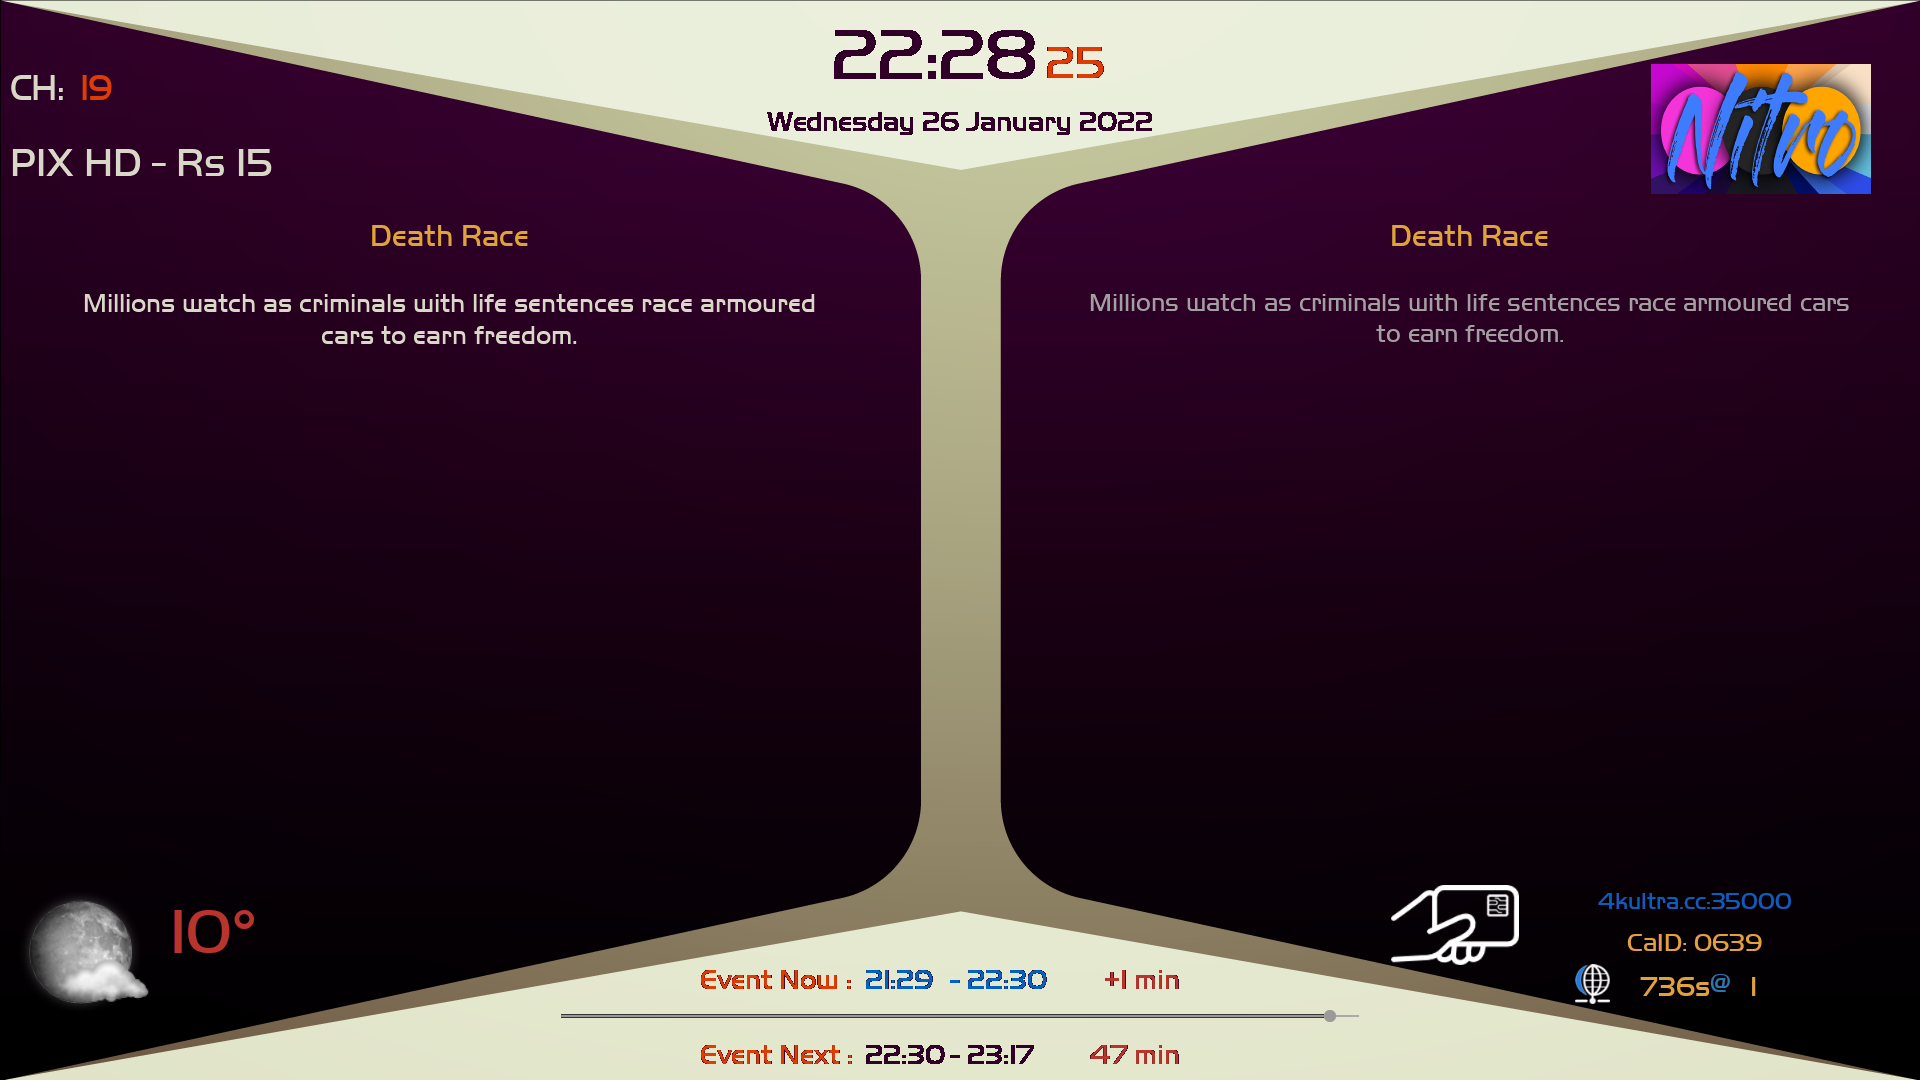 22:28 25
Wednesday 26 January 2022
CH: 19
PIX HD - Rs 15
Nitro
Death Race
Millions watch as criminals with life sentences race armoured
cars to earn freedom.
Death Race
Millions watch as criminals with life sentences race armoured cars
to earn freedom.
10°
4kultra.cc:35000
CaID: 0639
736s@ 1
Event Now : 21:29 - 22:30 +1 min
Event Next : 22:30 - 23:17 47 min